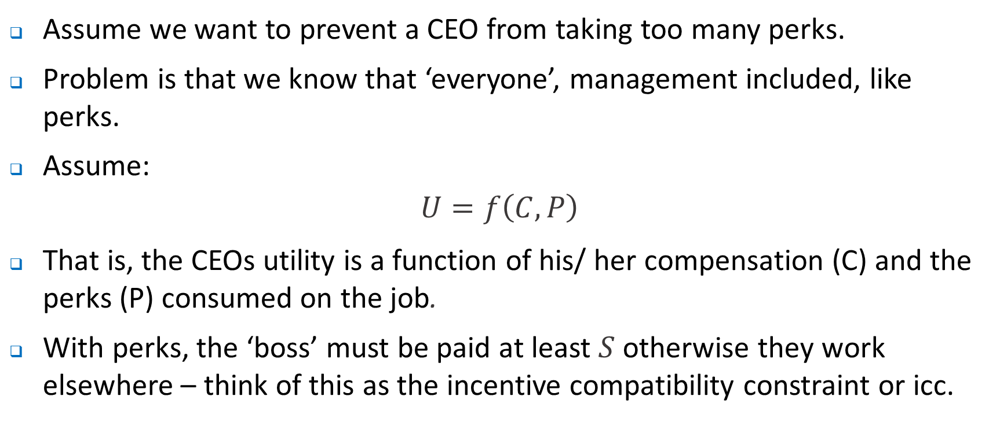 ❑ Assume we want to prevent a CEO from taking too many perks.
❑ Problem is that we know that ‘everyone’, management included, like
perks.
❑ Assume:
U = f(C, P)
❑ That is, the CEOs utility is a function of his/ her compensation (C) and the
perks (P) consumed on the job.
❑ With perks, the ‘boss’ must be paid at least S otherwise they work
elsewhere – think of this as the incentive compatibility constraint or icc.